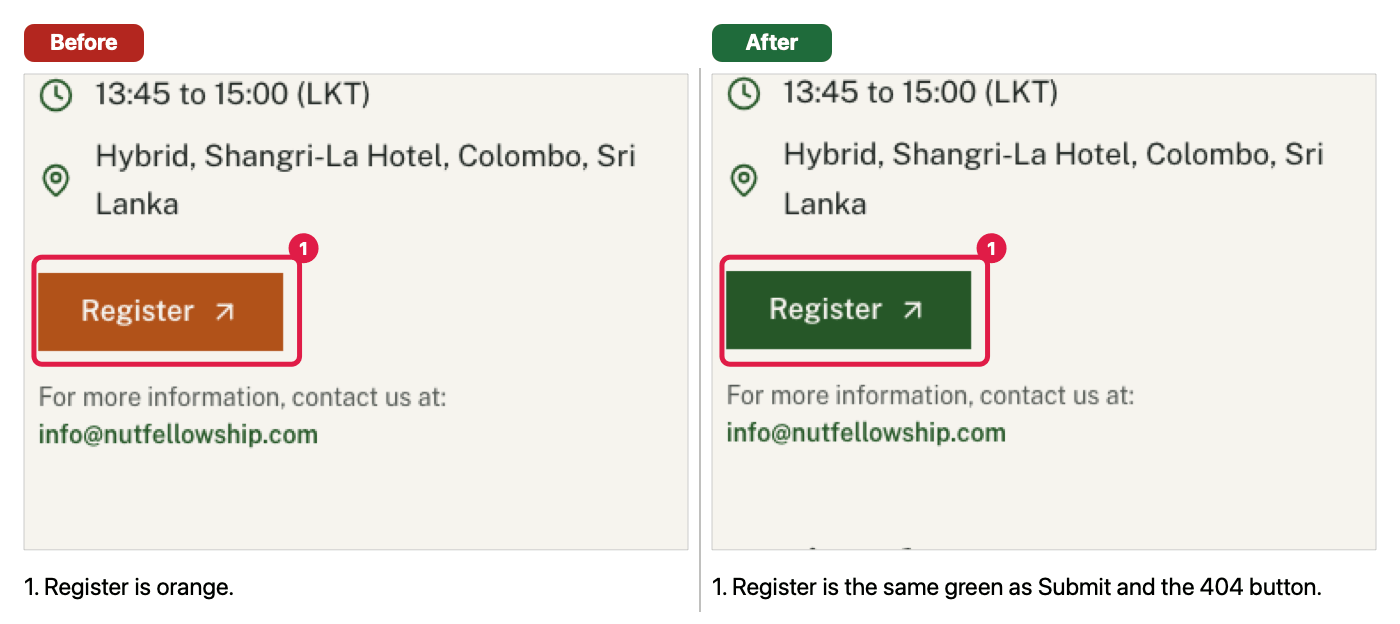 Before
13:45 to 15:00 (LKT)
Hybrid, Shangri-La Hotel, Colombo, Sri
Lanka
1
Register
For more information, contact us at:
info@nutfellowship.com
1. Register is orange.
After
13:45 to 15:00 (LKT)
Hybrid, Shangri-La Hotel, Colombo, Sri
Lanka
1
Register
For more information, contact us at:
info@nutfellowship.com
1. Register is the same green as Submit and the 404 button.